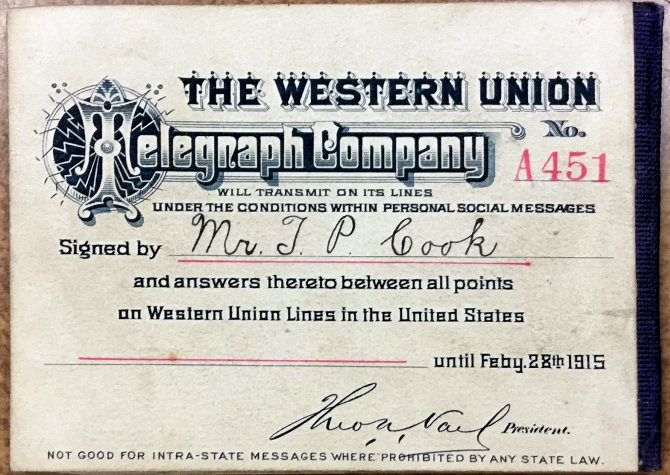 THE WESTERN UNION
Telegraph Company
No.
A451
WILL TRANSMIT ON ITS LINES
UNDER THE CONDITIONS WITHIN PERSONAL SOCIAL MESSAGES
Signed by Mr. T. P. Cook
and answers thereto between all points
on Western Union Lines in the United States
until Feby. 28th 1915
Theo. N. Vail President.
NOT GOOD FOR INTRA-STATE MESSAGES WHERE PROHIBITED BY ANY STATE LAW.